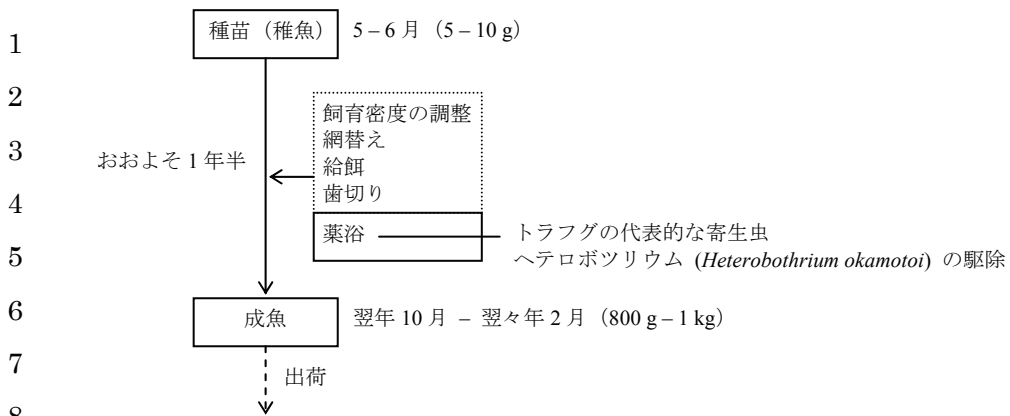 1
種苗（稚魚） 5 – 6 月（5 – 10 g）
2
飼育密度の調整
3
網替え
おおよそ 1 年半
給餌
歯切り
4
薬浴
トラフグの代表的な寄生虫
5
ヘテロボツリウム (Heterobothrium okamotoi) の駆除
6
成魚 翌年 10 月 – 翌々年 2 月（800 g – 1 kg）
7
出荷
8